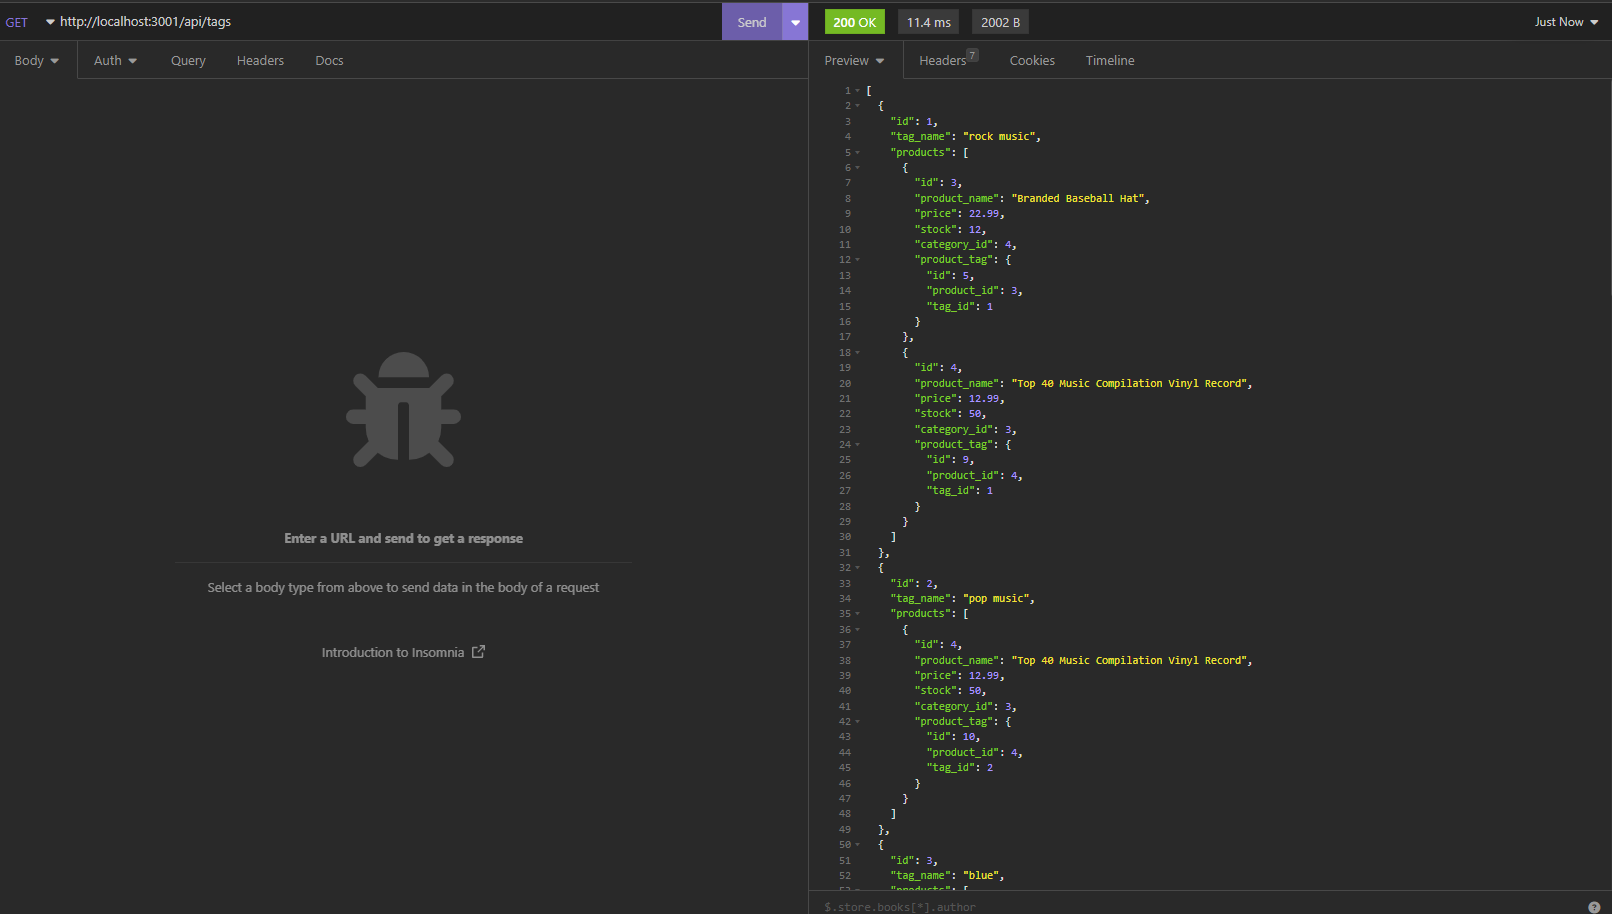 GET http://localhost:3001/api/tags Send
200 OK 11.4 ms 2002 B Just Now
Body Auth Query Headers Docs
Preview Headers 7 Cookies Timeline
Enter a URL and send to get a response
Select a body type from above to send data in the body of a request
Introduction to Insomnia
1 [
2 {
3 "id": 1,
4 "tag_name": "rock music",
5 "products": [
6 {
7 "id": 3,
8 "product_name": "Branded Baseball Hat",
9 "price": 22.99,
10 "stock": 12,
11 "category_id": 4,
12 "product_tag": {
13 "id": 5,
14 "product_id": 3,
15 "tag_id": 1
16 }
17 },
18 {
19 "id": 4,
20 "product_name": "Top 40 Music Compilation Vinyl Record",
21 "price": 12.99,
22 "stock": 50,
23 "category_id": 3,
24 "product_tag": {
25 "id": 9,
26 "product_id": 4,
27 "tag_id": 1
28 }
29 }
30 ]
31 },
32 {
33 "id": 2,
34 "tag_name": "pop music",
35 "products": [
36 {
37 "id": 4,
38 "product_name": "Top 40 Music Compilation Vinyl Record",
39 "price": 12.99,
40 "stock": 50,
41 "category_id": 3,
42 "product_tag": {
43 "id": 10,
44 "product_id": 4,
45 "tag_id": 2
46 }
47 }
48 ]
49 },
50 {
51 "id": 3,
52 "tag_name": "blue",
53 "products": [
$.store.books[*].author